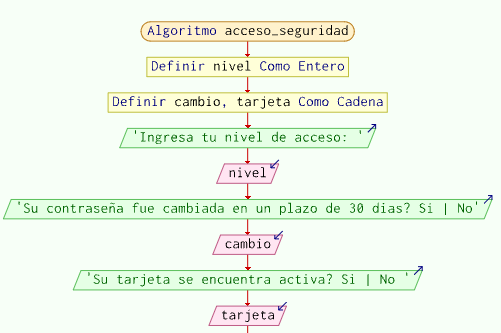 Algoritmo acceso_seguridad
Definir nivel Como Entero
Definir cambio, tarjeta Como Cadena
'Ingresa tu nivel de acceso: '
nivel
'Su contraseña fue cambiada en un plazo de 30 dias? Si | No'
cambio
'Su tarjeta se encuentra activa? Si | No '
tarjeta